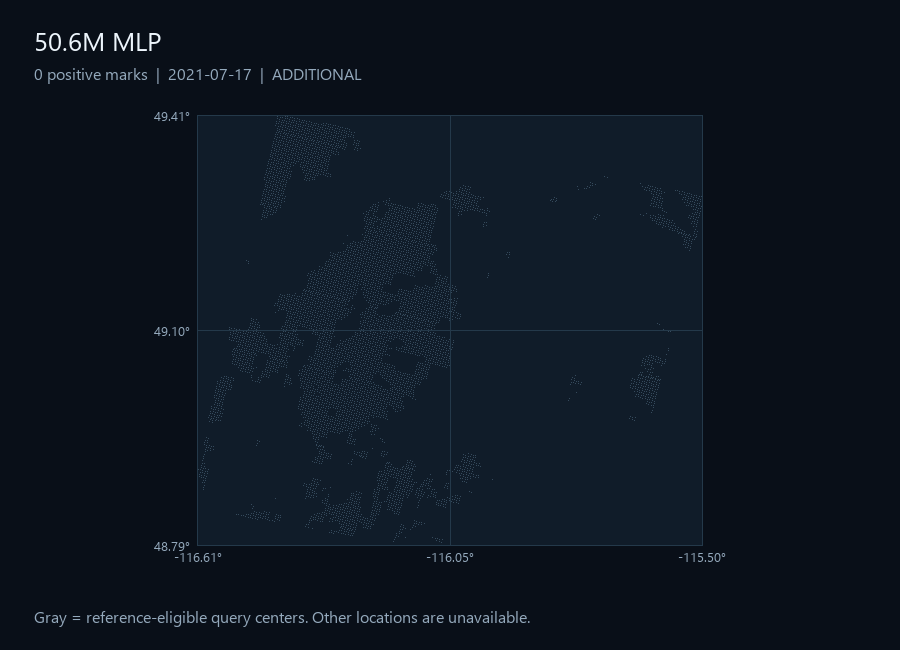 50.6M MLP
0 positive marks | 2021-07-17 | ADDITIONAL
49.41°
49.10°
48.79°
-116.61° -116.05° -115.50°
Gray = reference-eligible query centers. Other locations are unavailable.